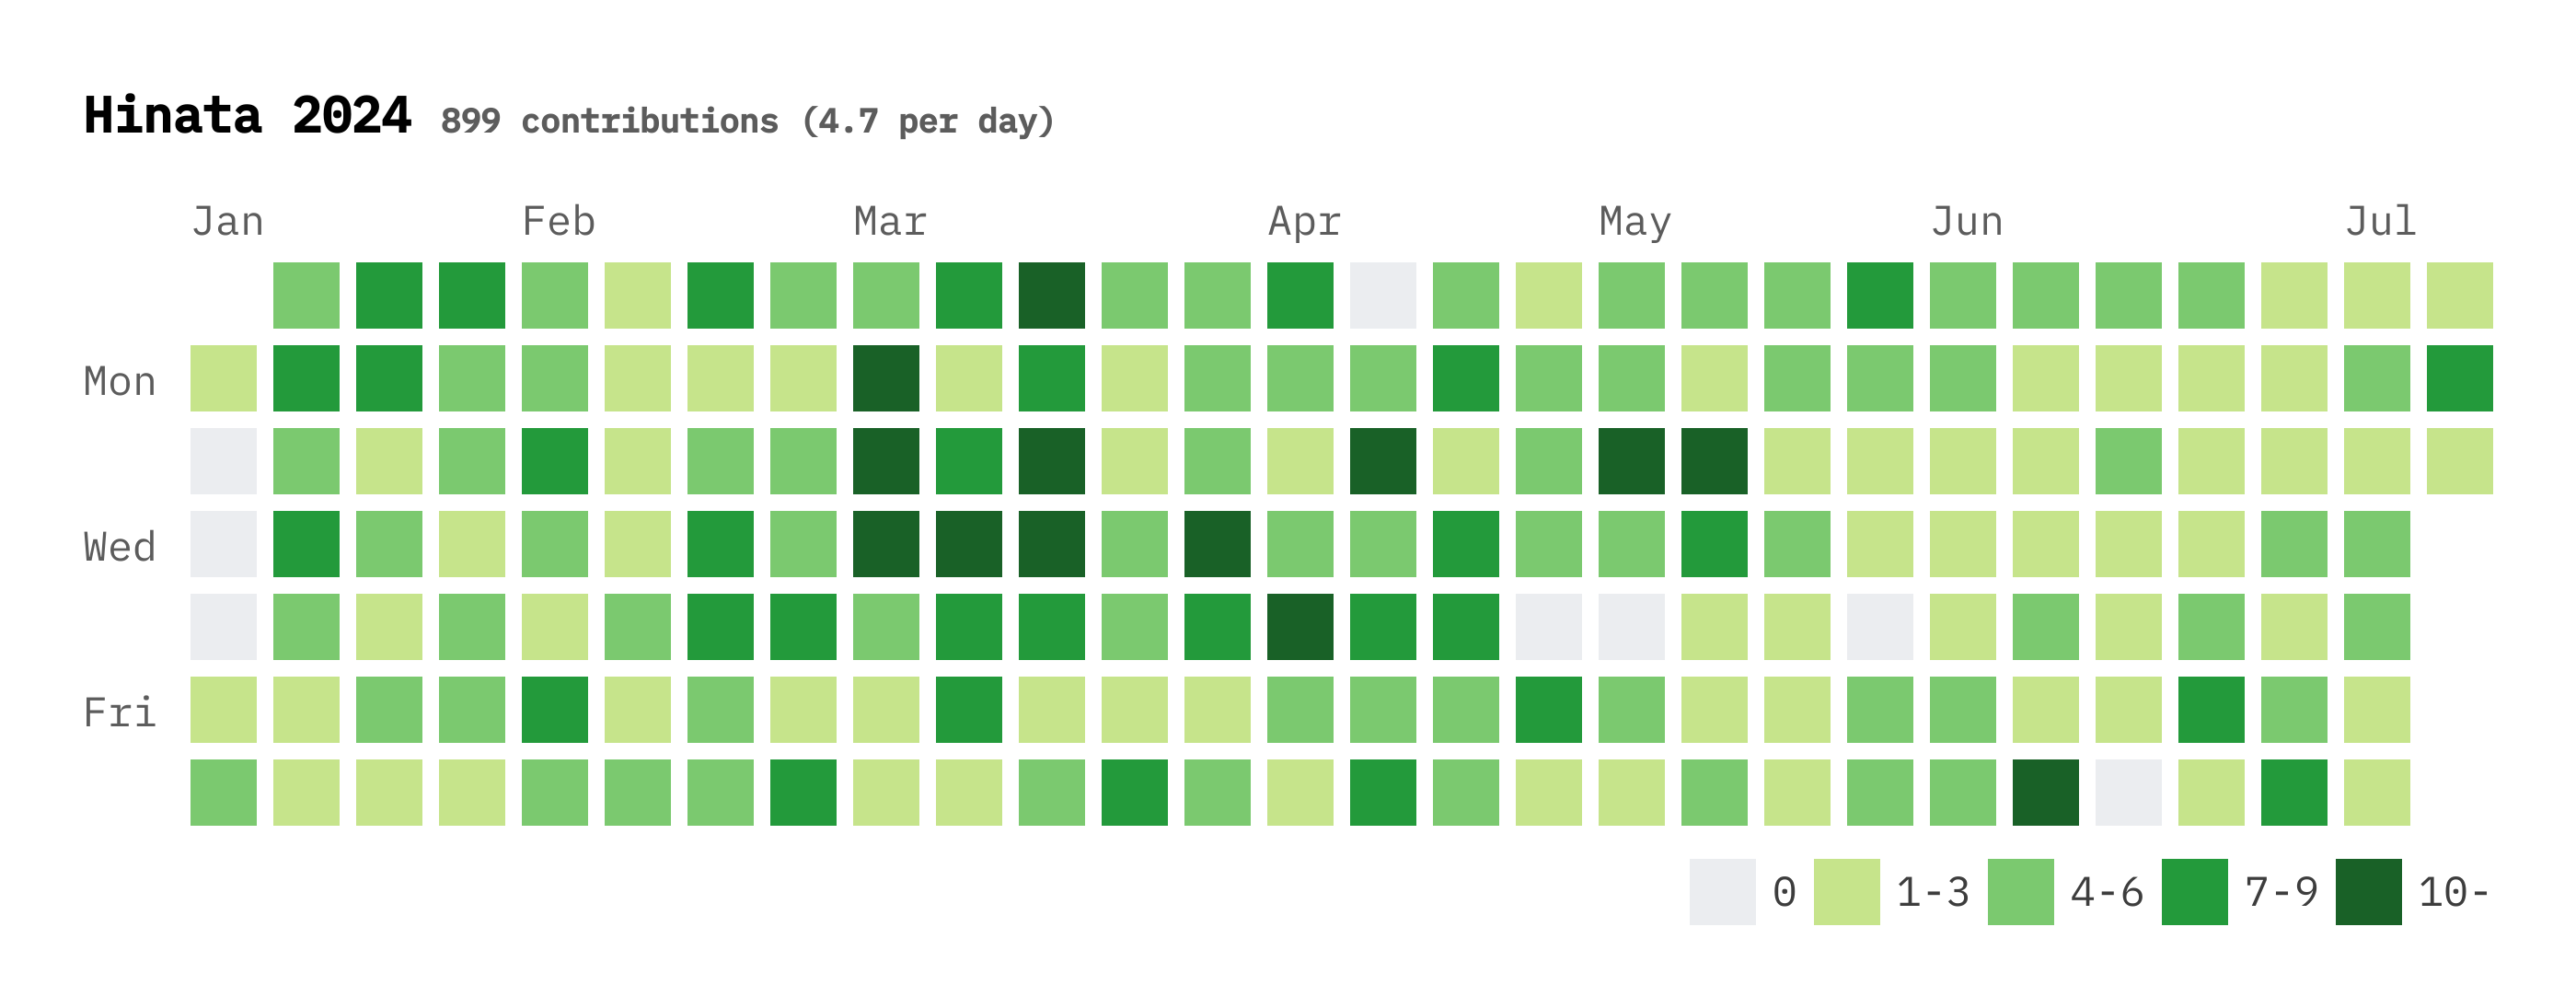 Hinata 2024 899 contributions (4.7 per day)
Jan Feb Mar Apr May Jun Jul
Mon
Wed
Fri
0 1-3 4-6 7-9 10-